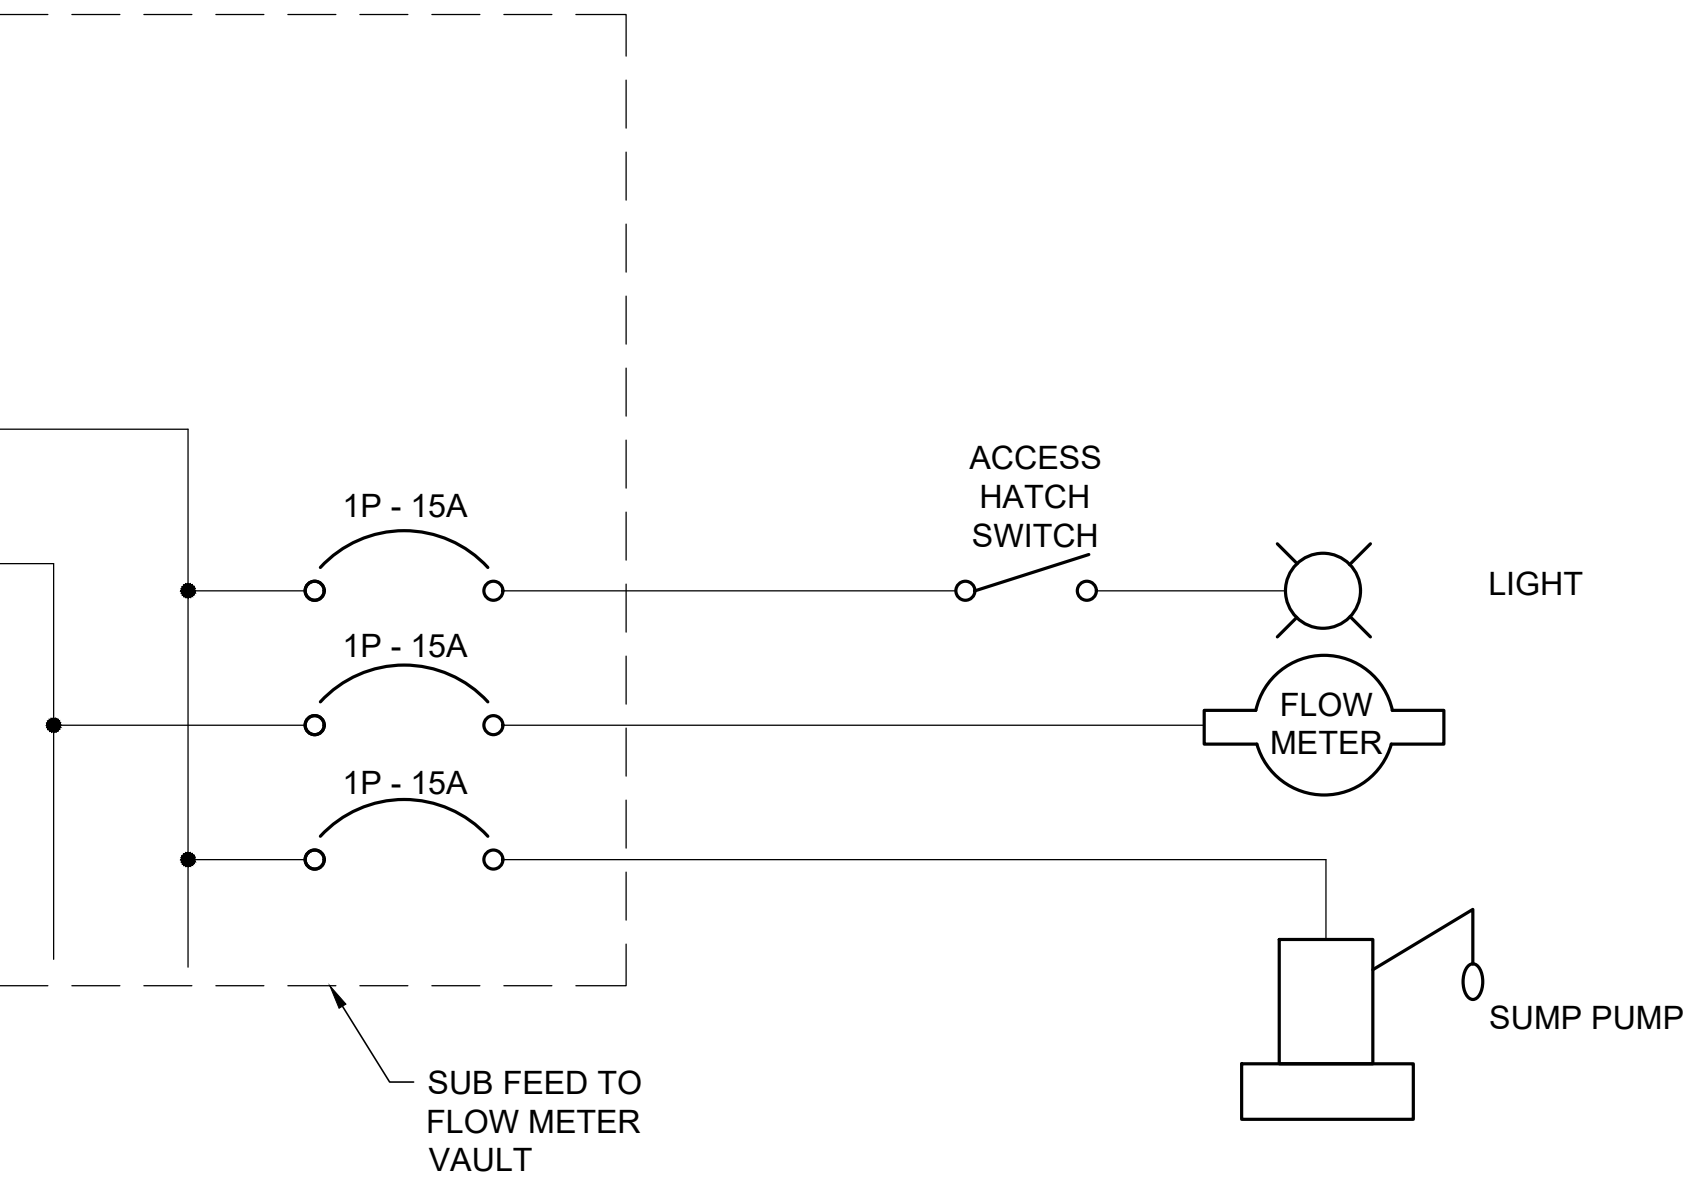 ACCESS
HATCH
SWITCH
1P - 15A
LIGHT
1P - 15A
FLOW
METER
1P - 15A
SUMP PUMP
SUB FEED TO
FLOW METER
VAULT